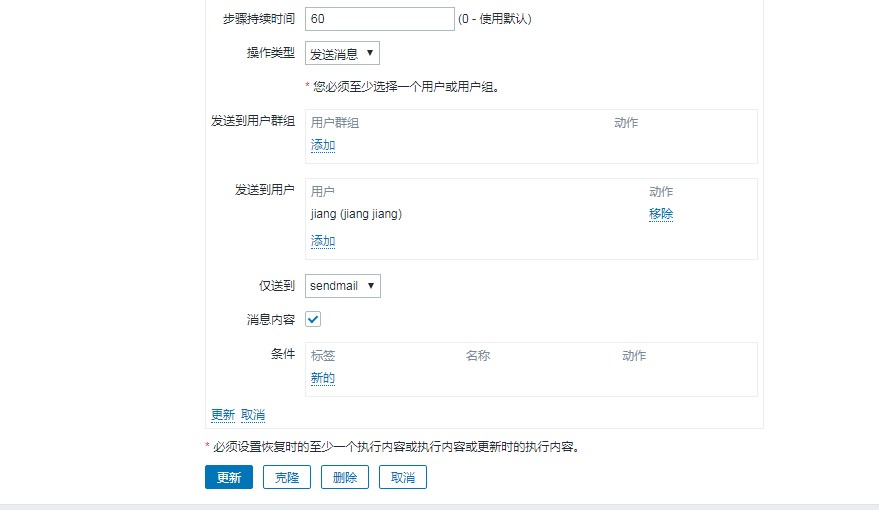 步骤持续时间 60 (0 - 使用默认)
操作类型 发送消息
* 您必须至少选择一个用户或用户组。
发送到用户群组 用户群组 动作
添加
发送到用户 用户 动作
jiang (jiang jiang) 移除
添加
仅送到 sendmail
消息内容
条件 标签 名称 动作
新的
更新 取消
* 必须设置恢复时的至少一个执行内容或执行内容或更新时的执行内容。
更新 克隆 删除 取消